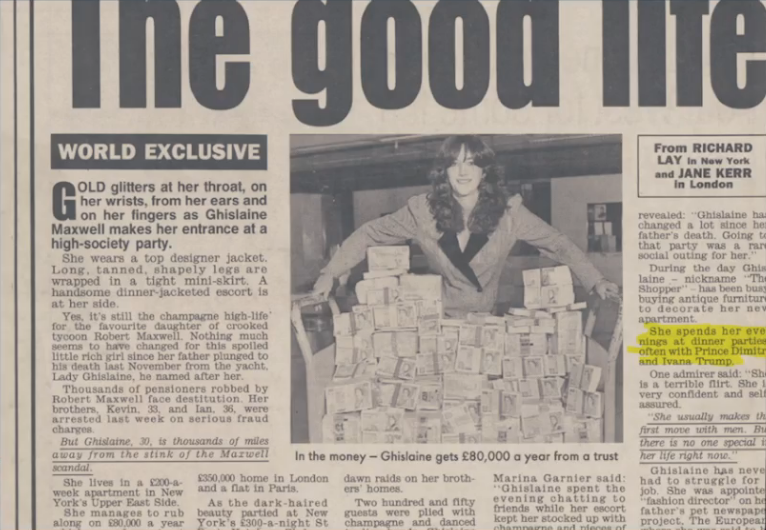 The good life
WORLD EXCLUSIVE
GOLD glitters at her throat, on
her wrists, from her ears and
on her fingers as Ghislaine
Maxwell makes her entrance at a
high-society party.
She wears a top designer jacket.
Long, tanned, shapely legs are
wrapped in a tight mini-skirt. A
handsome dinner-jacketed escort is
at her side.
Yes, it's still the champagne high-life
for the favourite daughter of crooked
tycoon Robert Maxwell. Nothing much
seems to have changed for this spoilt
little rich girl since her father plunged to
his death last November from the yacht,
Lady Ghislaine, he named after her.
Thousands of pensioners robbed by
Robert Maxwell face destitution. Her
brothers, Kevin, 33, and Ian, 36, were
arrested last week on serious fraud
charges.
But Ghislaine, 30, is thousands of miles
away from the stink of the Maxwell
scandal.
She lives in a £200-a-
week apartment in New
York's Upper East Side.
She manages to rub
along on £80,000 a year
£350,000 home in London
and a flat in Paris.
As the dark-haired
beauty partied at New
York's £300-a-night St
In the money – Ghislaine gets £80,000 a year from a trust
dawn raids on her broth-
ers' homes.
Two hundred and fifty
guests were plied with
champagne and danced
Marina Garnier said:
"Ghislaine spent the
evening chatting to
friends while her escort
kept her stocked up with
champagne and pieces of
From RICHARD
LAY in New York
and JANE KERR
in London
revealed: "Ghislaine has
changed a lot since her
father's death. Going to
that party was a rare
social outing for her."
During the day Ghis
laine – nickname "The
Shopper" – has been busy
buying antique furniture
to decorate her new
apartment.
She spends her eve
nings at dinner parties
often with Prince Dimitr
and Ivana Trump.
One admirer said: "She
is a terrible flirt. She i
very confident and self
assured.
"She usually makes th
first move with men. Bu
there is no one special i
her life right now."
Ghislaine has neve
had to struggle for
job. She was appointe
"fashion director" on he
father's pet newspape
project, The European